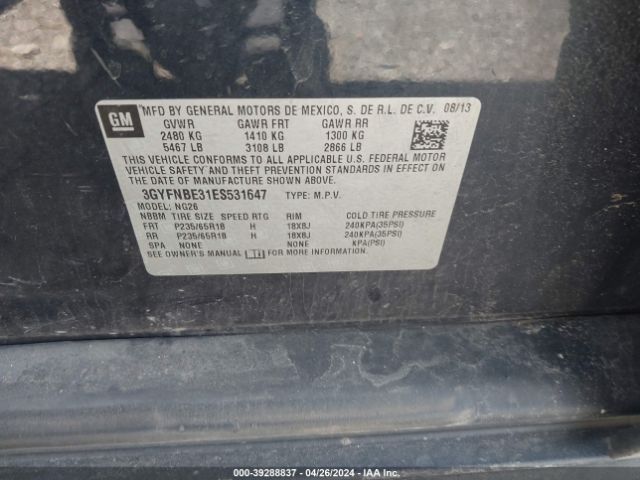 GM
MFD BY GENERAL MOTORS DE MEXICO, S. DE R.L. DE C.V. 08/13
GVWR GAWR FRT GAWR RR
2480 KG 1410 KG 1300 KG
5467 LB 3108 LB 2866 LB
THIS VEHICLE CONFORMS TO ALL APPLICABLE U.S. FEDERAL MOTOR
VEHICLE SAFETY AND THEFT PREVENTION STANDARDS IN EFFECT
ON THE DATE OF MANUFACTURE SHOWN ABOVE.
3GYFNBE31ES531647 TYPE: M.P.V.
MODEL: NG26
NBBM TIRE SIZE SPEED RTG RIM COLD TIRE PRESSURE
FRT P235/65R18 H 18X8J 240KPA(35PSI)
RR P235/65R18 H 18X8J 240KPA(35PSI)
SPA NONE NONE KPA(PSI)
SEE OWNER'S MANUAL FOR MORE INFORMATION.
000-39288837 - 04/26/2024 - IAA Inc.